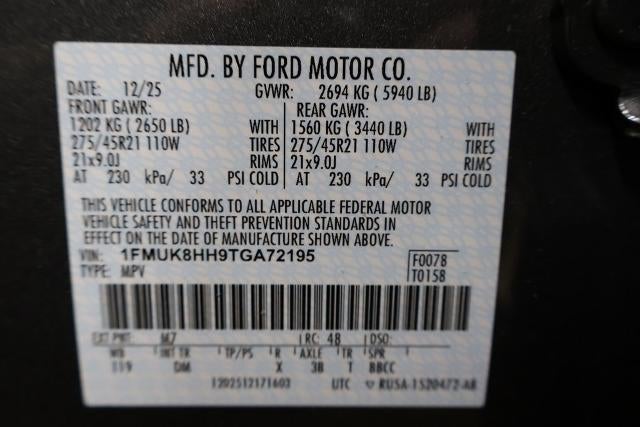 MFD. BY FORD MOTOR CO.
DATE: 12/25 GVWR: 2694 KG ( 5940 LB)
FRONT GAWR: REAR GAWR:
1202 KG ( 2650 LB) WITH 1560 KG ( 3440 LB) WITH
275/45R21 110W TIRES 275/45R21 110W TIRES
21x9.0J RIMS 21x9.0J RIMS
AT 230 kPa/ 33 PSI COLD AT 230 kPa/ 33 PSI COLD
THIS VEHICLE CONFORMS TO ALL APPLICABLE FEDERAL MOTOR
VEHICLE SAFETY AND THEFT PREVENTION STANDARDS IN
EFFECT ON THE DATE OF MANUFACTURE SHOWN ABOVE.
VIN: 1FMUK8HH9TGA72195 F0078
TYPE: MPV T0158
EXT PNT: M7 RC: 48 DSO:
WB INT TR TP/PS R AXLE TR SPR
119 DM X 3B T BBCC
1202512171603 UTC ▽ RUSA-1520472-AB